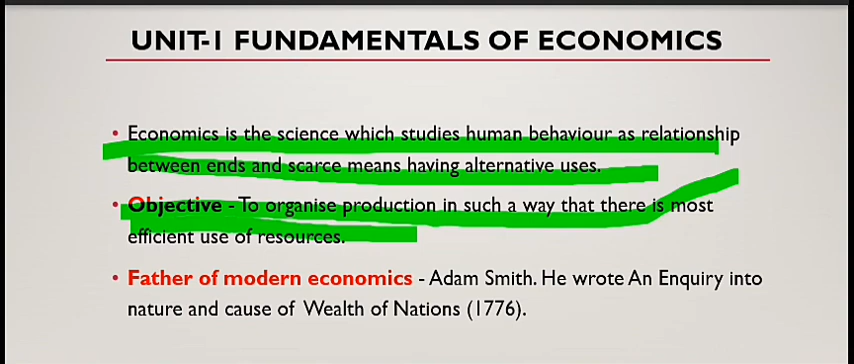 UNIT-I FUNDAMENTALS OF ECONOMICS
• Economics is the science which studies human behaviour as relationship
between ends and scarce means having alternative uses.
• Objective - To organise production in such a way that there is most
efficient use of resources.
• Father of modern economics - Adam Smith. He wrote An Enquiry into
nature and cause of Wealth of Nations (1776).